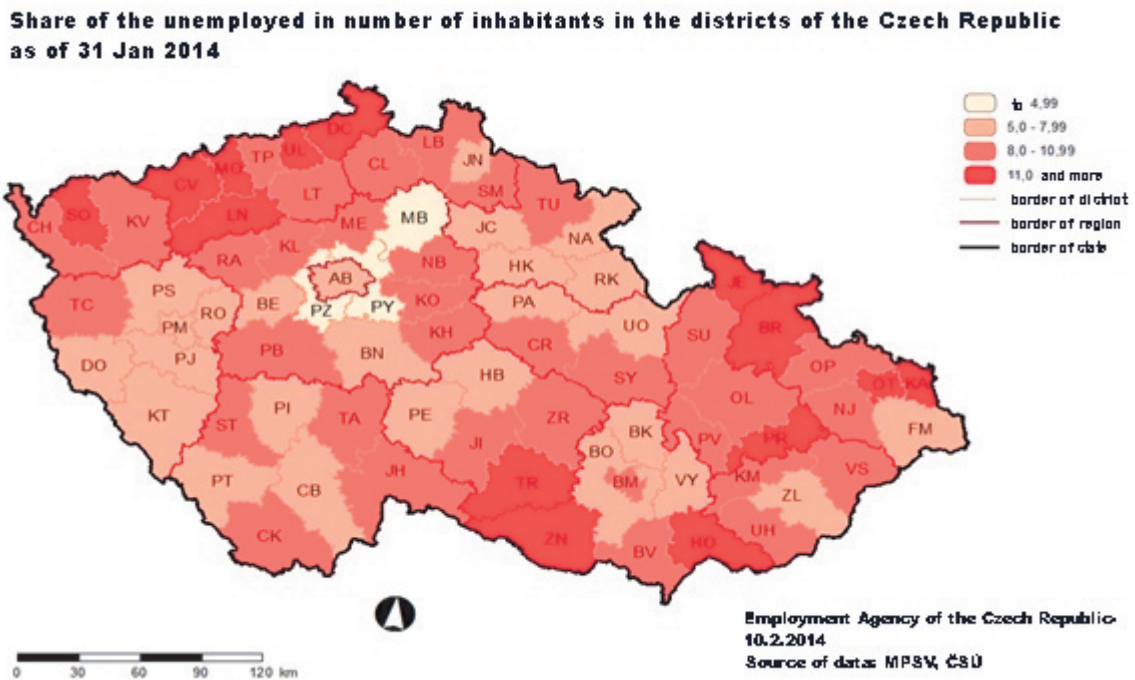 Share of the unemployed in number of inhabitants in the districts of the Czech Republic
as of 31 Jan 2014
to 4,99
5,0 - 7,99
8,0 - 10,99
11,0 and more
border of district
border of region
border of state
DC
LB
UL
TP
MO
CL
JN
CV
LT
SM
SO
KV
LN
ME
MB
TU
CH
JC
NA
KL
RA
NB
HK
RK
AB
TC
PS
RO
BE
PZ
PY
KO
PA
JE
PM
UO
BR
KH
SU
DO
PJ
PB
BN
CR
OP
HB
SY
OT
KA
KT
PI
OL
NJ
ST
TA
PE
ZR
BK
FM
JI
PV
PR
BO
VS
PT
CB
JH
TR
BM
VY
KM
ZL
CK
ZN
BV
HO
UH
Employment Agency of the Czech Republic-
10.2.2014
Source of data: MPSV, ČSÚ
0 30 60 90 120 km